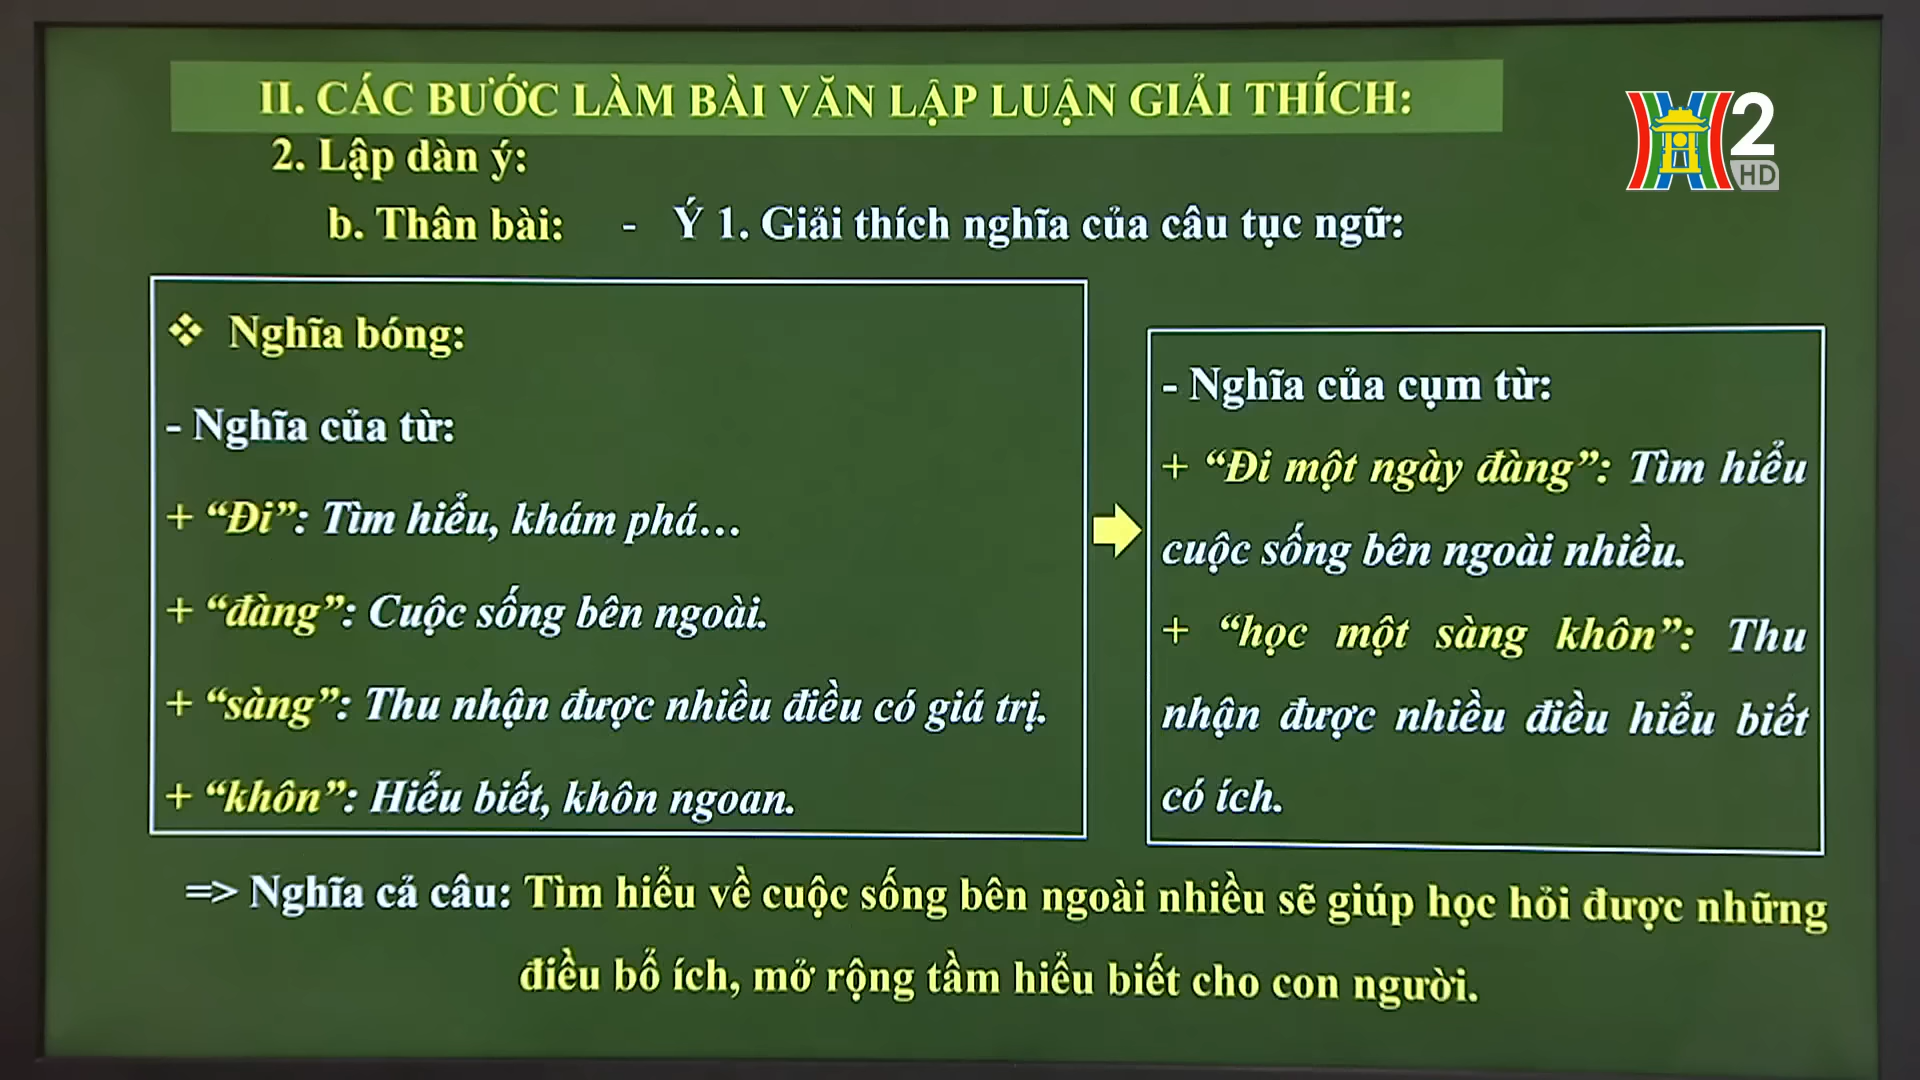 II. CÁC BƯỚC LÀM BÀI VĂN LẬP LUẬN GIẢI THÍCH:
2. Lập dàn ý:
b. Thân bài: - Ý 1. Giải thích nghĩa của câu tục ngữ:
❖ Nghĩa bóng:
- Nghĩa của từ:
+ “Đi”: Tìm hiểu, khám phá…
+ “đàng”: Cuộc sống bên ngoài.
+ “sàng”: Thu nhận được nhiều điều có giá trị.
+ “khôn”: Hiểu biết, khôn ngoan.
- Nghĩa của cụm từ:
+ “Đi một ngày đàng”: Tìm hiểu
cuộc sống bên ngoài nhiều.
+ “học một sàng khôn”: Thu
nhận được nhiều điều hiểu biết
có ích.
=> Nghĩa cả câu: Tìm hiểu về cuộc sống bên ngoài nhiều sẽ giúp học hỏi được những
điều bổ ích, mở rộng tầm hiểu biết cho con người.
H2
HD